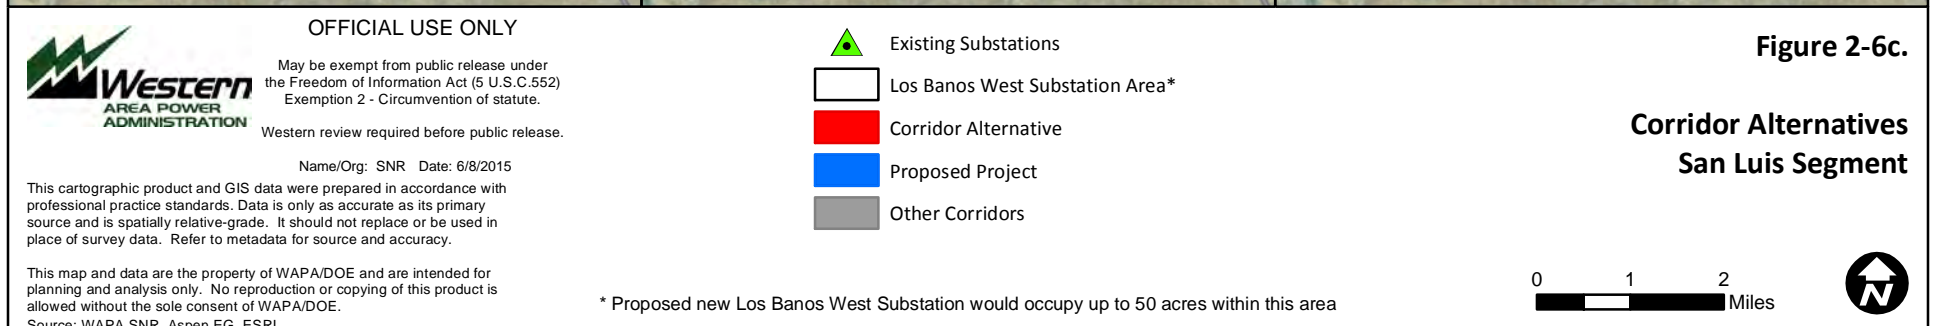 Western
AREA POWER
ADMINISTRATION
OFFICIAL USE ONLY
May be exempt from public release under
the Freedom of Information Act (5 U.S.C.552)
Exemption 2 - Circumvention of statute.
Western review required before public release.
Name/Org: SNR Date: 6/8/2015
This cartographic product and GIS data were prepared in accordance with
professional practice standards. Data is only as accurate as its primary
source and is spatially relative-grade. It should not replace or be used in
place of survey data. Refer to metadata for source and accuracy.
This map and data are the property of WAPA/DOE and are intended for
planning and analysis only. No reproduction or copying of this product is
allowed without the sole consent of WAPA/DOE.
Source: WAPA SNR, Aspen EG, ESRI
Existing Substations
Los Banos West Substation Area*
Corridor Alternative
Proposed Project
Other Corridors
* Proposed new Los Banos West Substation would occupy up to 50 acres within this area
Figure 2-6c.
Corridor Alternatives
San Luis Segment
0 1 2
Miles
N